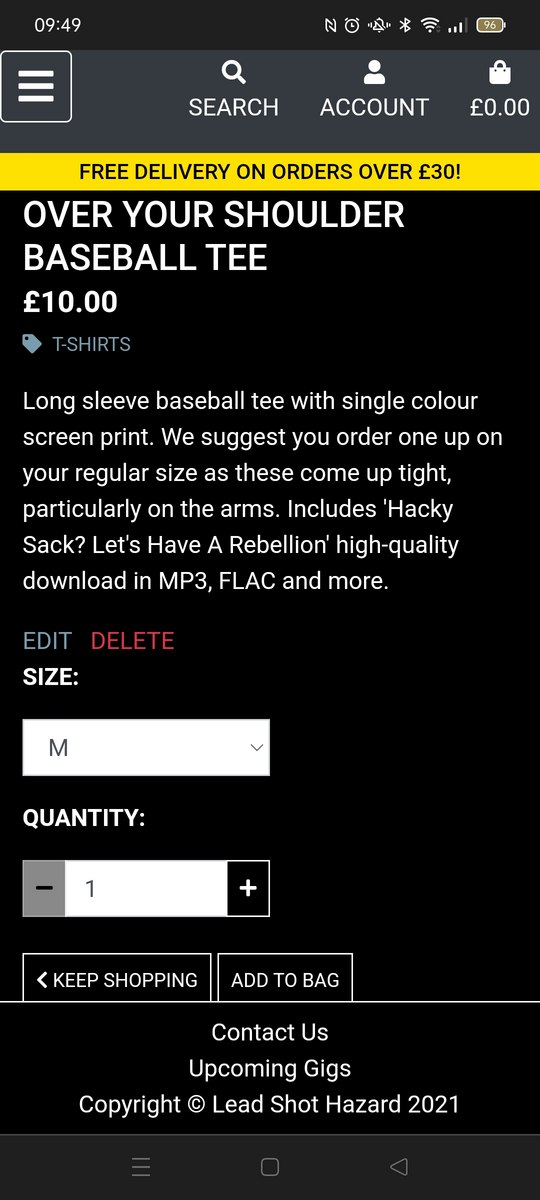 09:49
96
SEARCH
ACCOUNT
£0.00
FREE DELIVERY ON ORDERS OVER £30!
OVER YOUR SHOULDER
BASEBALL TEE
£10.00
T-SHIRTS
Long sleeve baseball tee with single colour
screen print. We suggest you order one up on
your regular size as these come up tight,
particularly on the arms. Includes 'Hacky
Sack? Let's Have A Rebellion' high-quality
download in MP3, FLAC and more.
EDIT DELETE
SIZE:
M
QUANTITY:
1
KEEP SHOPPING
ADD TO BAG
Contact Us
Upcoming Gigs
Copyright © Lead Shot Hazard 2021